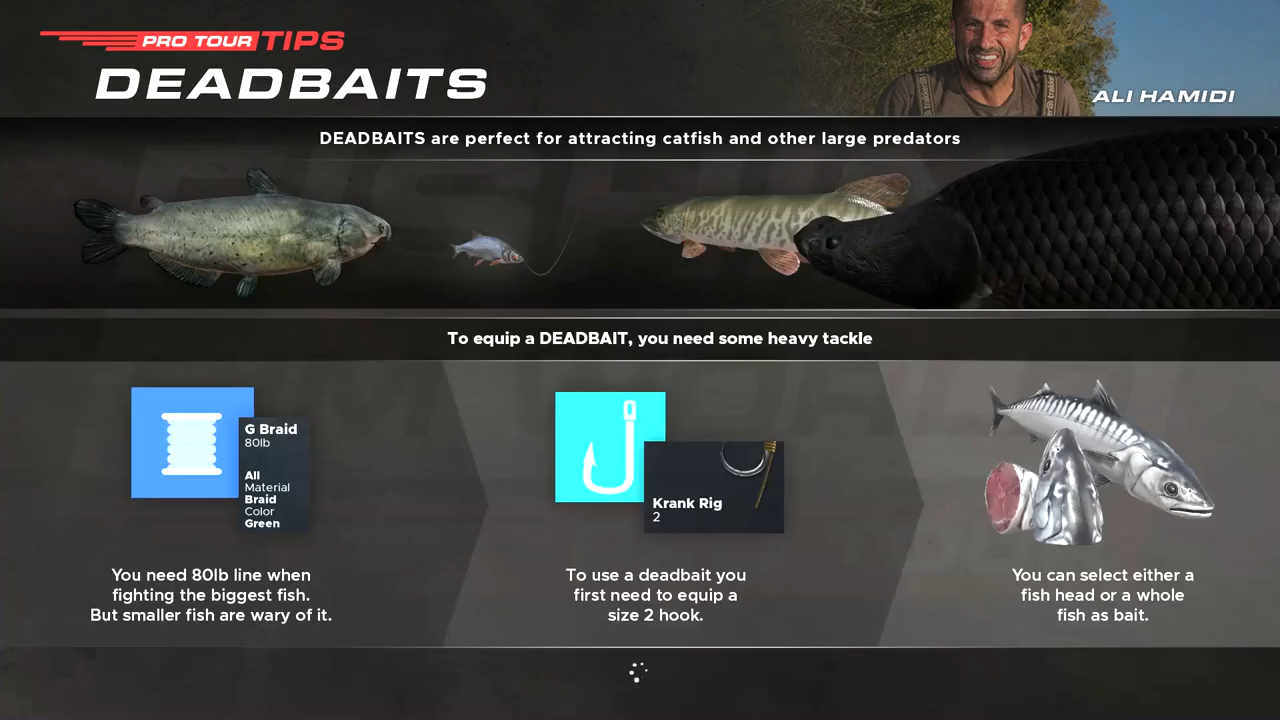 PRO TOUR TIPS
DEADBAITS
ALI HAMIDI
DEADBAITS are perfect for attracting catfish and other large predators
To equip a DEADBAIT, you need some heavy tackle
G Braid
80lb
All
Material
Braid
Color
Green
You need 80lb line when
fighting the biggest fish.
But smaller fish are wary of it.
Krank Rig
2
To use a deadbait you
first need to equip a
size 2 hook.
You can select either a
fish head or a whole
fish as bait.